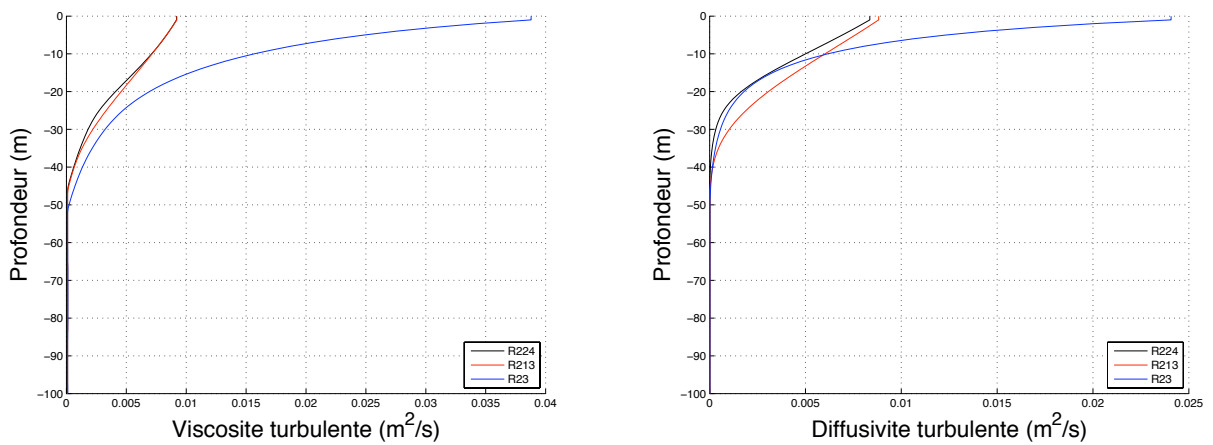 0
−10
−20
−30
−40
−50
−60
−70
−80
−90
−100
Profondeur (m)
0 0.005 0.01 0.015 0.02 0.025 0.03 0.035 0.04
Viscosite turbulente (m²/s)
R224
R213
R23
0
−10
−20
−30
−40
−50
−60
−70
−80
−90
−100
Profondeur (m)
0 0.005 0.01 0.015 0.02 0.025
Diffusivite turbulente (m²/s)
R224
R213
R23